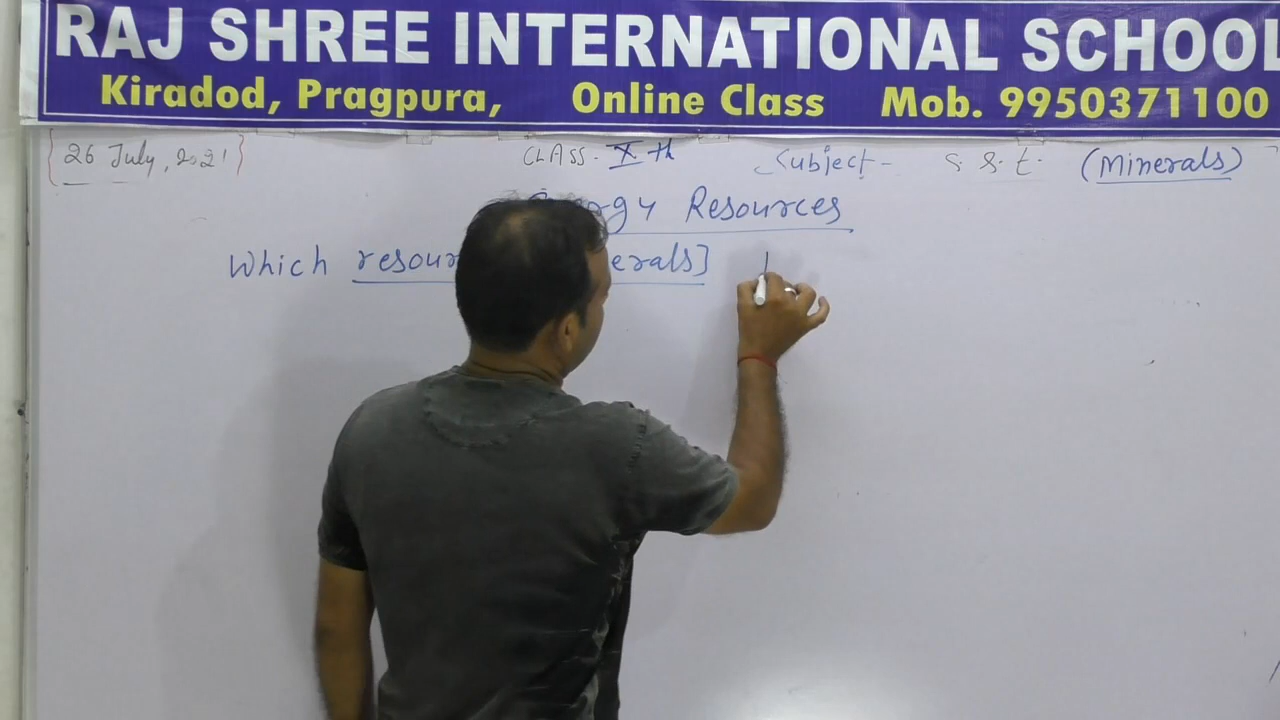 RAJ SHREE INTERNATIONAL SCHOOL
Kiradod, Pragpura, Online Class Mob. 9950371100
[26 July, 2021] CLASS- X th Subject- S. S. t. (Minerals)
Resources
Which